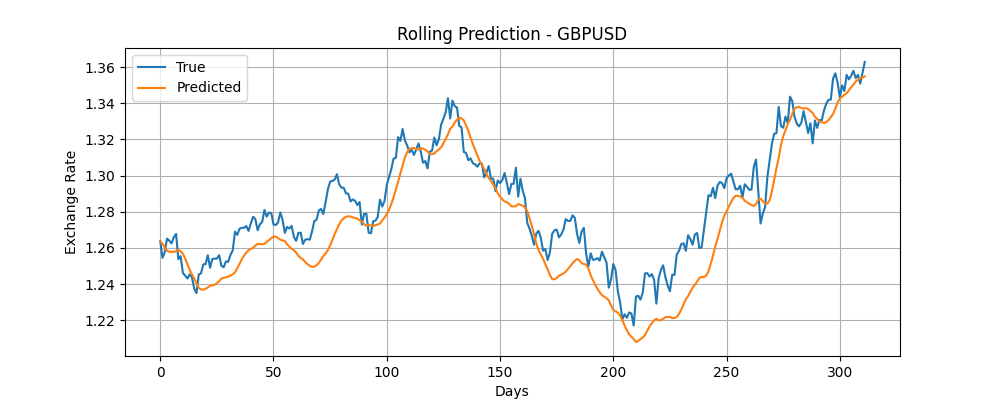 Rolling Prediction - GBPUSD
True
Predicted
Exchange Rate
1.36
1.34
1.32
1.30
1.28
1.26
1.24
1.22
0 50 100 150 200 250 300
Days